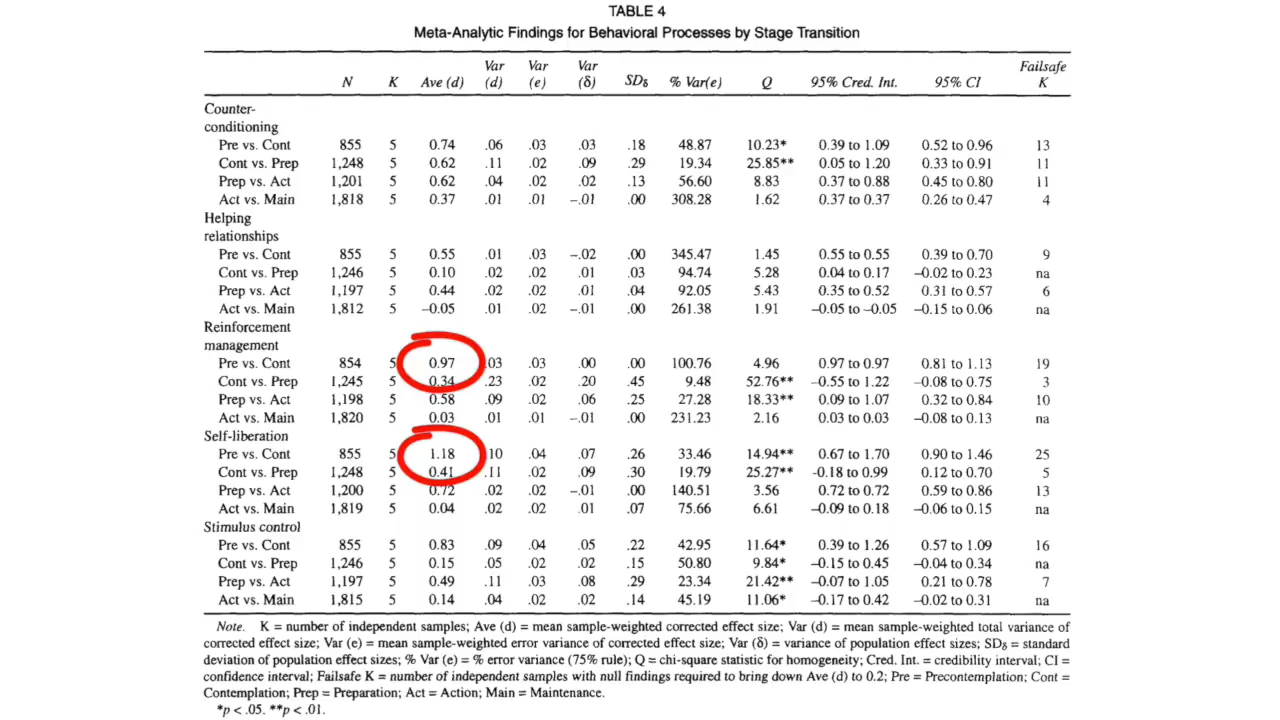 TABLE 4
Meta-Analytic Findings for Behavioral Processes by Stage Transition
N K Ave (d) Var (d) Var (e) Var (δ) SDδ % Var(e) Q 95% Cred. Int. 95% CI Failsafe K
Counter-
conditioning
Pre vs. Cont 855 5 0.74 .06 .03 .03 .18 48.87 10.23* 0.39 to 1.09 0.52 to 0.96 13
Cont vs. Prep 1,248 5 0.62 .11 .02 .09 .29 19.34 25.85** 0.05 to 1.20 0.33 to 0.91 11
Prep vs. Act 1,201 5 0.62 .04 .02 .02 .13 56.60 8.83 0.37 to 0.88 0.45 to 0.80 11
Act vs. Main 1,818 5 0.37 .01 .01 –.01 .00 308.28 1.62 0.37 to 0.37 0.26 to 0.47 4
Helping
relationships
Pre vs. Cont 855 5 0.55 .01 .03 –.02 .00 345.47 1.45 0.55 to 0.55 0.39 to 0.70 9
Cont vs. Prep 1,246 5 0.10 .02 .02 .01 .03 94.74 5.28 0.04 to 0.17 –0.02 to 0.23 na
Prep vs. Act 1,197 5 0.44 .02 .02 .01 .04 92.05 5.43 0.35 to 0.52 0.31 to 0.57 6
Act vs. Main 1,812 5 –0.05 .01 .02 –.01 .00 261.38 1.91 –0.05 to –0.05 –0.15 to 0.06 na
Reinforcement
management
Pre vs. Cont 854 5 0.97 .03 .03 .00 .00 100.76 4.96 0.97 to 0.97 0.81 to 1.13 19
Cont vs. Prep 1,245 5 0.34 .23 .02 .20 .45 9.48 52.76** –0.55 to 1.22 –0.08 to 0.75 3
Prep vs. Act 1,198 5 0.58 .09 .02 .06 .25 27.28 18.33** 0.09 to 1.07 0.32 to 0.84 10
Act vs. Main 1,820 5 0.03 .01 .01 –.01 .00 231.23 2.16 0.03 to 0.03 –0.08 to 0.13 na
Self-liberation
Pre vs. Cont 855 5 1.18 .10 .04 .07 .26 33.46 14.94** 0.67 to 1.70 0.90 to 1.46 25
Cont vs. Prep 1,248 5 0.41 .11 .02 .09 .30 19.79 25.27** -0.18 to 0.99 0.12 to 0.70 5
Prep vs. Act 1,200 5 0.72 .02 .02 –.01 .00 140.51 3.56 0.72 to 0.72 0.59 to 0.86 13
Act vs. Main 1,819 5 0.04 .02 .02 .01 .07 75.66 6.61 –0.09 to 0.18 –0.06 to 0.15 na
Stimulus control
Pre vs. Cont 855 5 0.83 .09 .04 .05 .22 42.95 11.64* 0.39 to 1.26 0.57 to 1.09 16
Cont vs. Prep 1,246 5 0.15 .05 .02 .02 .15 50.80 9.84* –0.15 to 0.45 –0.04 to 0.34 na
Prep vs. Act 1,197 5 0.49 .11 .03 .08 .29 23.34 21.42** –0.07 to 1.05 0.21 to 0.78 7
Act vs. Main 1,815 5 0.14 .04 .02 .02 .14 45.19 11.06* –0.17 to 0.42 –0.02 to 0.31 na
Note. K = number of independent samples; Ave (d) = mean sample-weighted corrected effect size; Var (d) = mean sample-weighted total variance of
corrected effect size; Var (e) = mean sample-weighted error variance of corrected effect size; Var (δ) = variance of population effect sizes; SDδ = standard
deviation of population effect sizes; % Var (e) = % error variance (75% rule); Q = chi-square statistic for homogeneity; Cred. Int. = credibility interval; CI =
confidence interval; Failsafe K = number of independent samples with null findings required to bring down Ave (d) to 0.2; Pre = Precontemplation; Cont =
Contemplation; Prep = Preparation; Act = Action; Main = Maintenance.
*p < .05. **p < .01.